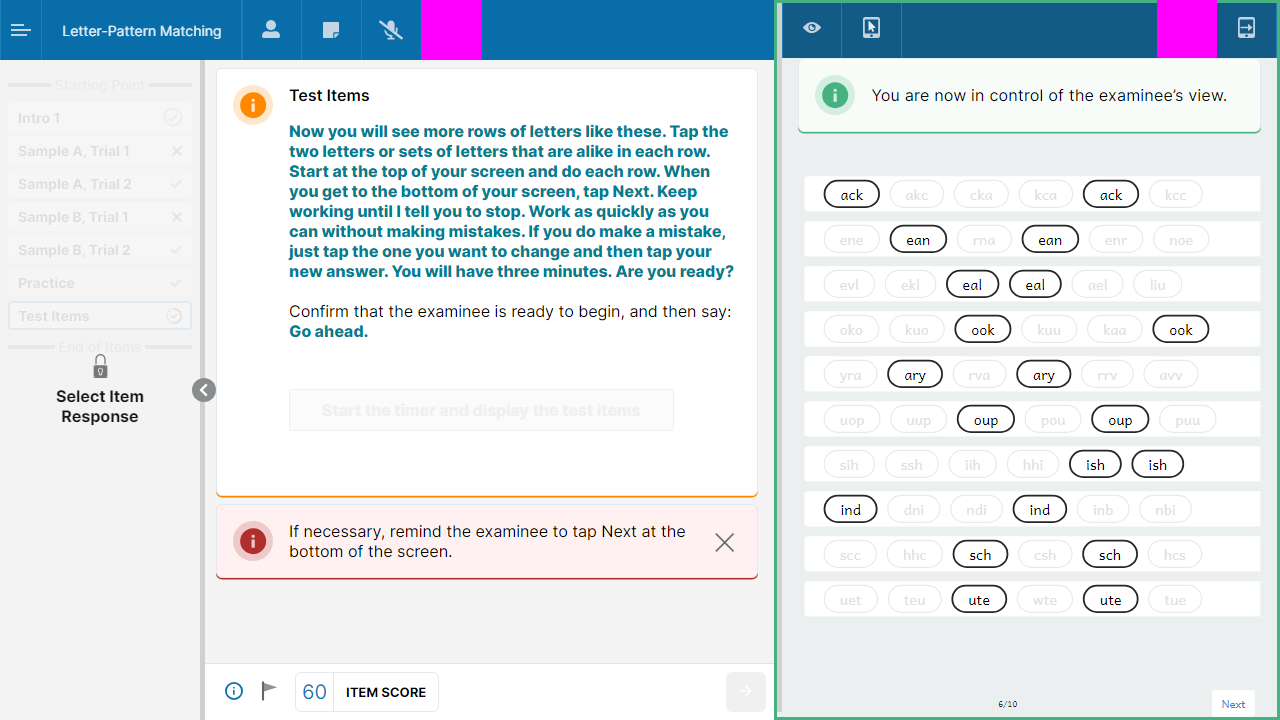 Letter-Pattern Matching
Starting Point
Intro 1
Sample A, Trial 1
Sample A, Trial 2
Sample B, Trial 1
Sample B, Trial 2
Practice
Test Items
End of Items
Select Item
Response
Test Items
Now you will see more rows of letters like these. Tap the
two letters or sets of letters that are alike in each row.
Start at the top of your screen and do each row. When
you get to the bottom of your screen, tap Next. Keep
working until I tell you to stop. Work as quickly as you
can without making mistakes. If you do make a mistake,
just tap the one you want to change and then tap your
new answer. You will have three minutes. Are you ready?
Confirm that the examinee is ready to begin, and then say:
Go ahead.
Start the timer and display the test items
If necessary, remind the examinee to tap Next at the
bottom of the screen.
60 ITEM SCORE
You are now in control of the examinee's view.
ack akc cka kca ack kcc
ene ean rna ean enr noe
evl ekl eal eal ael liu
oko kuo ook kuu kaa ook
yra ary rva ary rrv avv
uop uup oup pou oup puu
sih ssh iih hhi ish ish
ind dni ndi ind inb nbi
scc hhc sch csh sch hcs
uet teu ute wte ute tue
6/10
Next